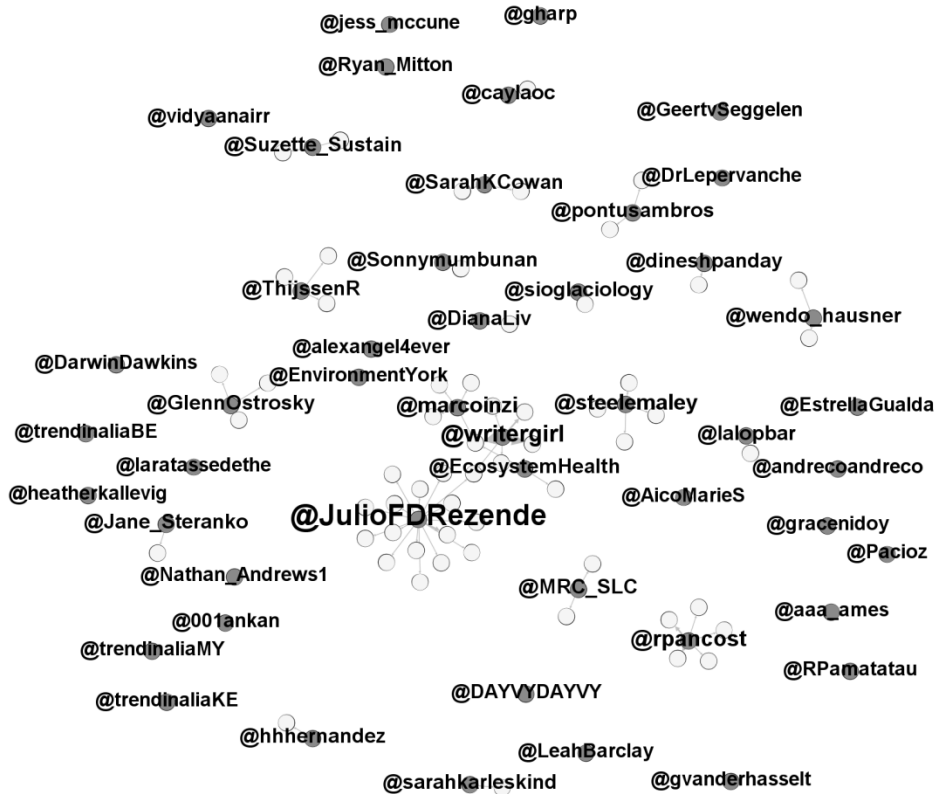 @jess_mccune
@gharp
@Ryan_Mitton
@caylaoc
@vidyaanairr
@GeertvSeggelen
@Suzette_Sustain
@SarahKCowan
@DrLepervanche
@pontusambros
@Sonnymumbunan
@dineshpanday
@ThijssenR
@sioglaciology
@wendo_hausner
@DianaLiv
@alexangel4ever
@DarwinDawkins
@EnvironmentYork
@GlennOstrosky
@marcoinzi
@steelemaley
@EstrellaGualda
@trendinaliaBE
@writergirl
@lalopbar
@laratassedethe
@EcosystemHealth
@andrecoandreco
@heatherkallevig
@AicoMarieS
@Jane_Steranko
@JulioFDRezende
@gracenidoy
@Pacioz
@Nathan_Andrews1
@MRC_SLC
@aaa_ames
@001ankan
@rpancost
@trendinaliaMY
@RPamatatau
@trendinaliaKE
@DAYVYDAYVY
@hhhernandez
@LeahBarclay
@sarahkarleskind
@gvanderhasselt